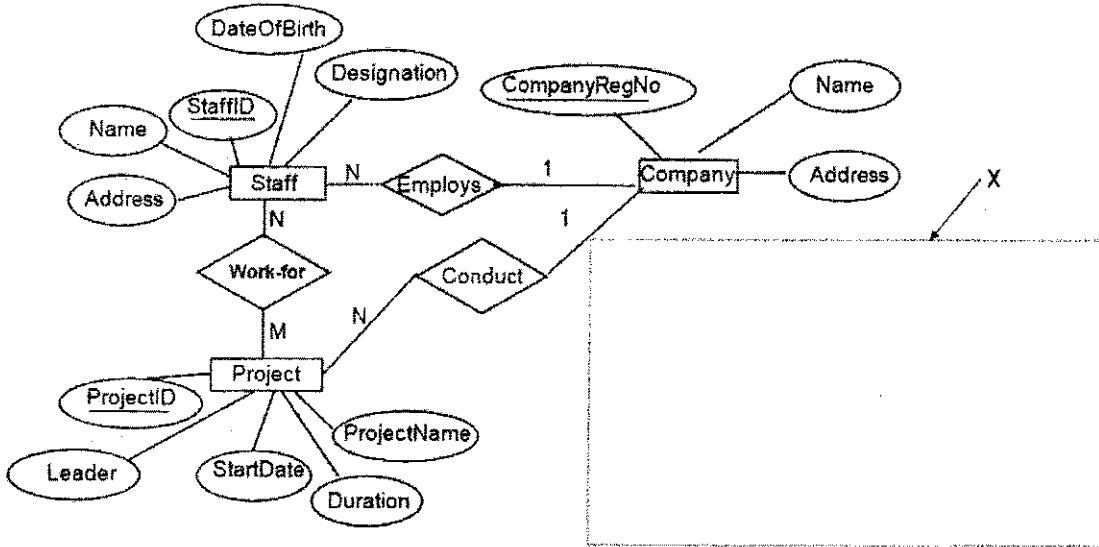 DateOfBirth
Designation
CompanyRegNo
Name
StaffID
Name
Staff
N
Employs
1
Company
Address
Address
X
N
1
Work-for
Conduct
N
M
Project
ProjectID
ProjectName
Leader
StartDate
Duration